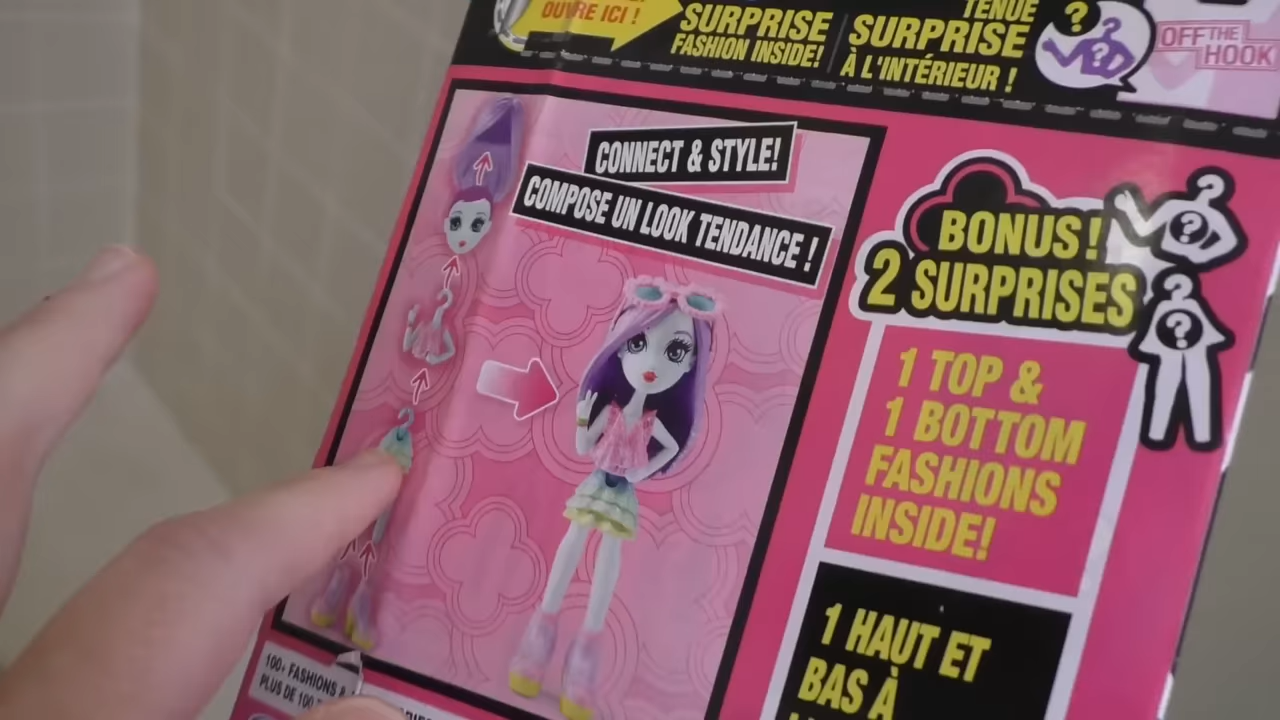 OUVRE ICI !
SURPRISE
FASHION INSIDE!
TENUE
SURPRISE
À L'INTÉRIEUR !
?
?
OFF THE
HOOK
CONNECT & STYLE!
COMPOSE UN LOOK TENDANCE !
BONUS!
2 SURPRISES
?
?
1 TOP &
1 BOTTOM
FASHIONS
INSIDE!
1 HAUT ET
BAS À
100+ FASHIONS
PLUS DE 100